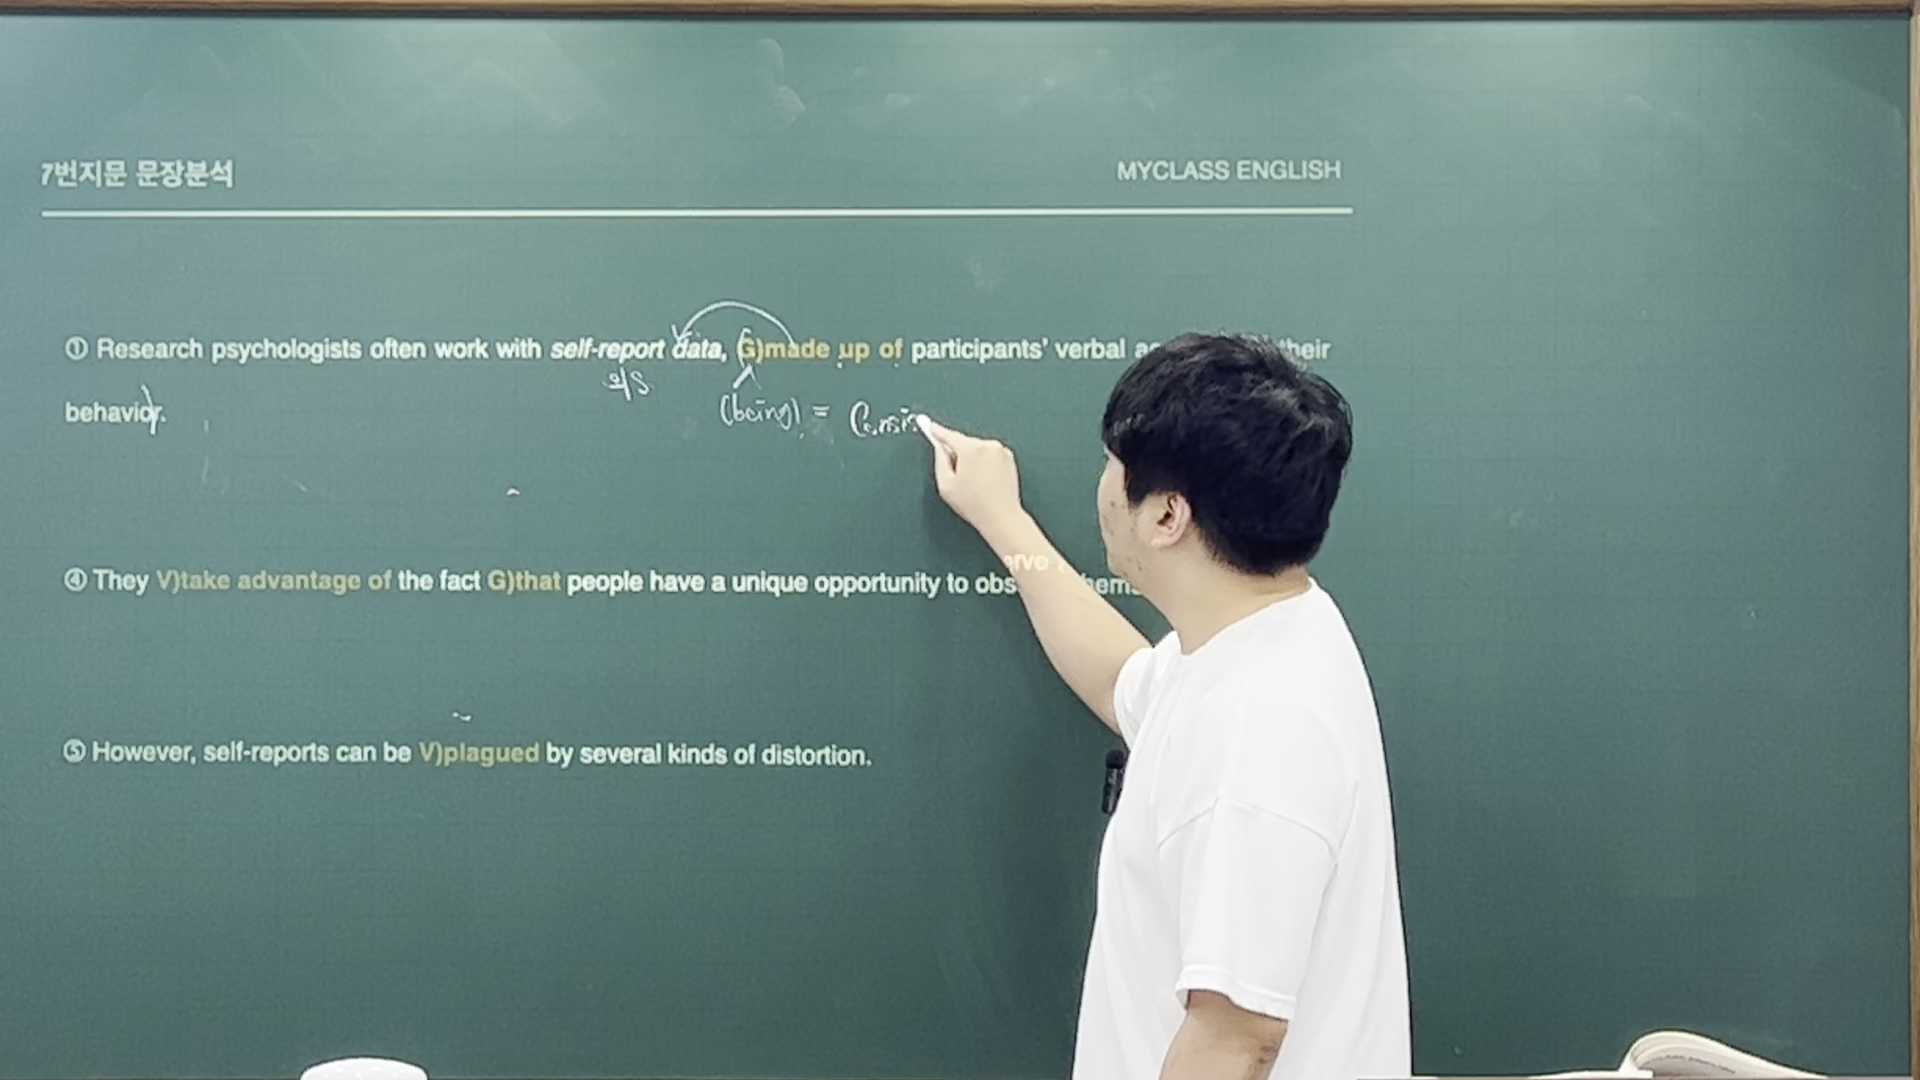 7번지문 문장분석 MYCLASS ENGLISH
① Research psychologists often work with self-report data, G)made up of participants' verbal their
의S
behavior.
(being) = Consis
④ They V)take advantage of the fact G)that people have a unique opportunity to
⑤ However, self-reports can be V)plagued by several kinds of distortion.